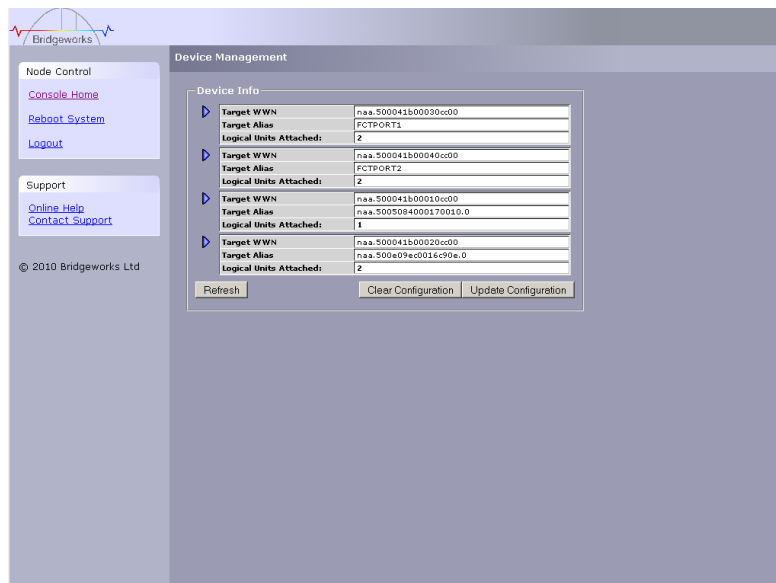 Bridgeworks
Device Management
Node Control
Console Home
Reboot System
Logout
Support
Online Help
Contact Support
© 2010 Bridgeworks Ltd
Device Info
Target WWN naa.500041b00030cc00
Target Alias FCTPORT1
Logical Units Attached: 2
Target WWN naa.500041b00040cc00
Target Alias FCTPORT2
Logical Units Attached: 2
Target WWN naa.500041b00010cc00
Target Alias naa.5005084000170010.0
Logical Units Attached: 1
Target WWN naa.500041b00020cc00
Target Alias naa.500e09ec0016c90e.0
Logical Units Attached: 2
Refresh Clear Configuration Update Configuration